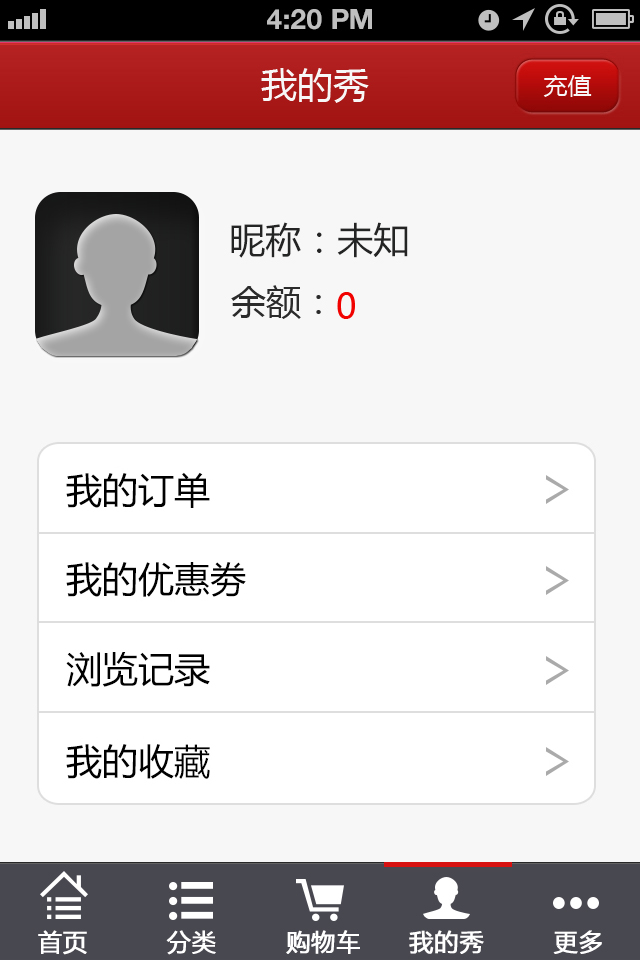 4:20 PM
我的秀
充值
昵称：未知
余额：0
我的订单
我的优惠劵
浏览记录
我的收藏
首页
分类
购物车
我的秀
更多